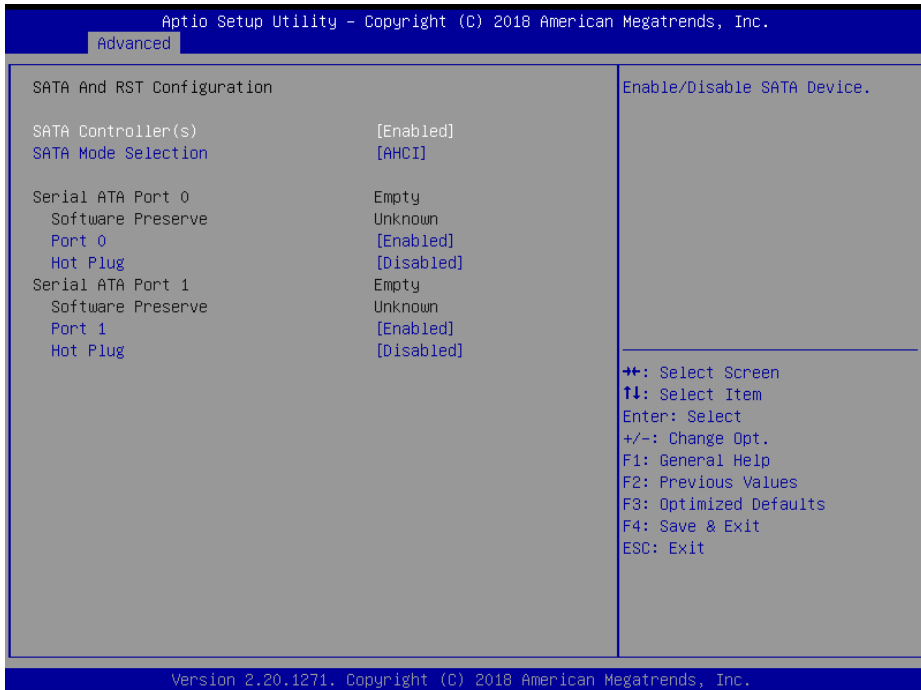 Aptio Setup Utility – Copyright (C) 2018 American Megatrends, Inc.
Advanced
SATA And RST Configuration
SATA Controller(s) [Enabled]
SATA Mode Selection [AHCI]
Serial ATA Port 0 Empty
Software Preserve Unknown
Port 0 [Enabled]
Hot Plug [Disabled]
Serial ATA Port 1 Empty
Software Preserve Unknown
Port 1 [Enabled]
Hot Plug [Disabled]
Enable/Disable SATA Device.
→←: Select Screen
↑↓: Select Item
Enter: Select
+/-: Change Opt.
F1: General Help
F2: Previous Values
F3: Optimized Defaults
F4: Save & Exit
ESC: Exit
Version 2.20.1271. Copyright (C) 2018 American Megatrends, Inc.